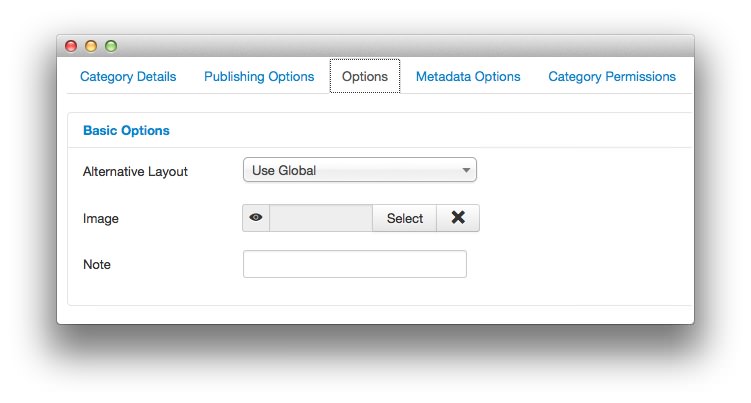 Category Details Publishing Options Options Metadata Options Category Permissions
Basic Options
Alternative Layout Use Global
Image Select
Note